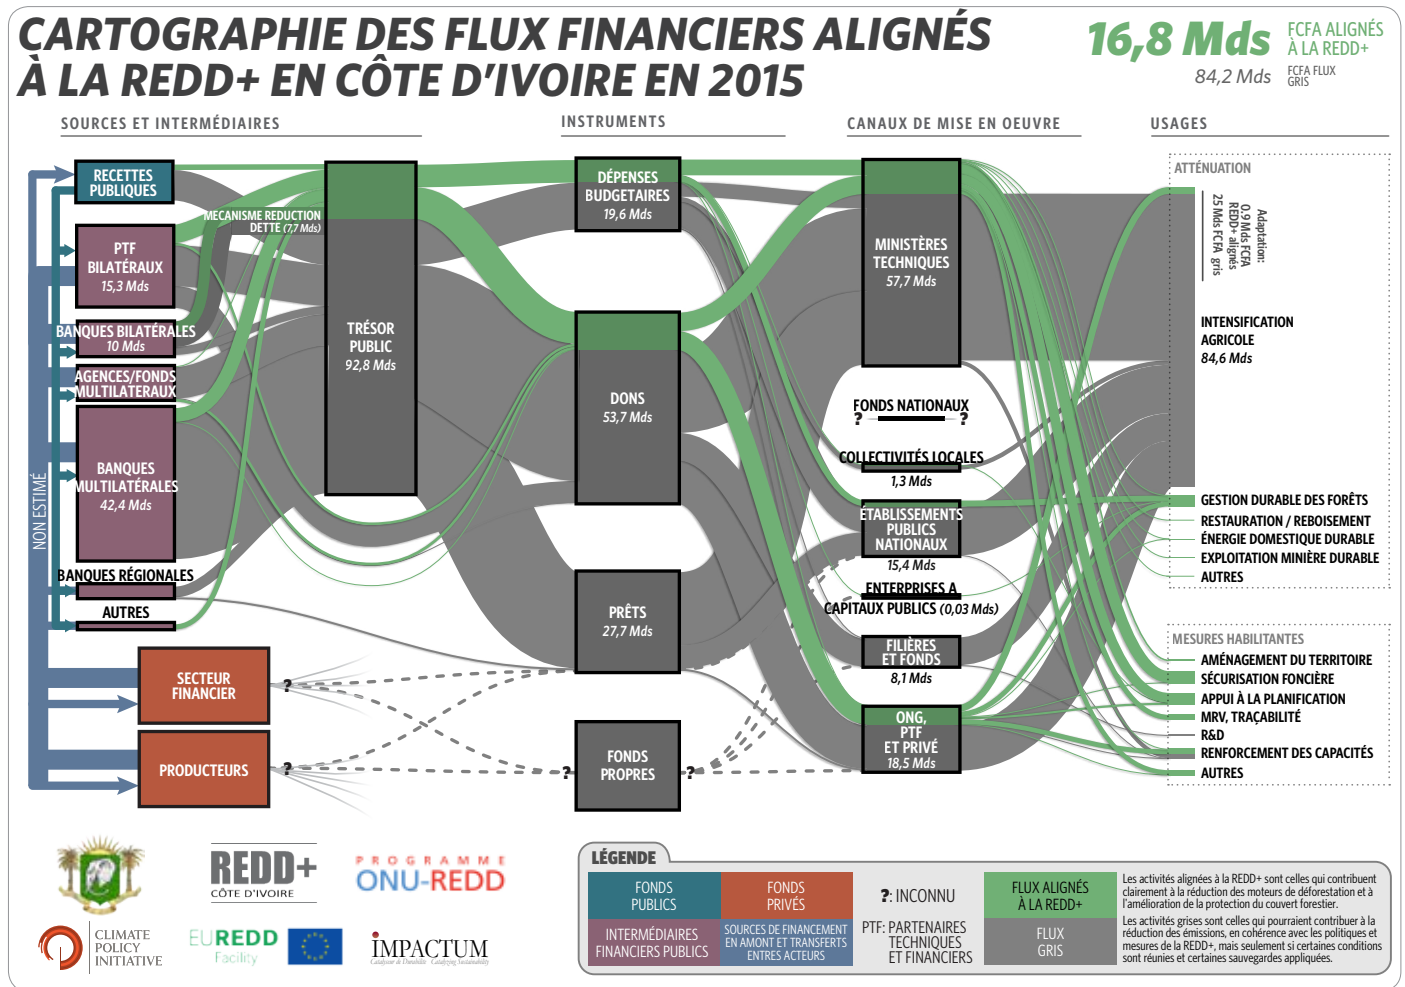 CARTOGRAPHIE DES FLUX FINANCIERS ALIGNÉS
À LA REDD+ EN CÔTE D'IVOIRE EN 2015
16,8 Mds
FCFA ALIGNÉS
À LA REDD+
84,2 Mds
FCFA FLUX
GRIS
SOURCES ET INTERMÉDIAIRES
INSTRUMENTS
CANAUX DE MISE EN OEUVRE
USAGES
RECETTES
PUBLIQUES
MECANISME REDUCTION
DETTE (7,7 Mds)
PTF
BILATÉRAUX
15,3 Mds
BANQUES BILATÉRALES
10 Mds
AGENCES/FONDS
MULTILATERAUX
BANQUES
MULTILATÉRALES
42,4 Mds
BANQUES RÉGIONALES
AUTRES
NON ESTIMÉ
SECTEUR
FINANCIER
?
PRODUCTEURS
?
TRÉSOR
PUBLIC
92,8 Mds
DÉPENSES
BUDGETAIRES
19,6 Mds
DONS
53,7 Mds
PRÊTS
27,7 Mds
?
FONDS
PROPRES
?
MINISTÈRES
TECHNIQUES
57,7 Mds
FONDS NATIONAUX
? ?
COLLECTIVITÉS LOCALES
1,3 Mds
ÉTABLISSEMENTS
PUBLICS
NATIONAUX
15,4 Mds
ENTERPRISES A
CAPITAUX PUBLICS (0,03 Mds)
FILIÈRES
ET FONDS
8,1 Mds
ONG,
PTF
ET PRIVÉ
18,5 Mds
ATTÉNUATION
Adaptation:
0,9 Mds FCFA
REDD+ alignés
25 Mds FCFA gris
INTENSIFICATION
AGRICOLE
84,6 Mds
GESTION DURABLE DES FORÊTS
RESTAURATION / REBOISEMENT
ÉNERGIE DOMESTIQUE DURABLE
EXPLOITATION MINIÈRE DURABLE
AUTRES
MESURES HABILITANTES
AMÉNAGEMENT DU TERRITOIRE
SÉCURISATION FONCIÈRE
APPUI À LA PLANIFICATION
MRV, TRAÇABILITÉ
R&D
RENFORCEMENT DES CAPACITÉS
AUTRES
REDD+
CÔTE D'IVOIRE
PROGRAMME
ONU-REDD
CLIMATE
POLICY
INITIATIVE
EUREDD
Facility
IMPACTUM
Catalyseur de Durabilité Catalyzing Sustainability
LÉGENDE
FONDS
PUBLICS
FONDS
PRIVÉS
INTERMÉDIAIRES
FINANCIERS PUBLICS
SOURCES DE FINANCEMENT
EN AMONT ET TRANSFERTS
ENTRES ACTEURS
?: INCONNU
PTF: PARTENAIRES
TECHNIQUES
ET FINANCIERS
FLUX ALIGNÉS
À LA REDD+
FLUX
GRIS
Les activités alignées à la REDD+ sont celles qui contribuent
clairement à la réduction des moteurs de déforestation et à
l'amélioration de la protection du couvert forestier.
Les activités grises sont celles qui pourraient contribuer à la
réduction des émissions, en cohérence avec les politiques et
mesures de la REDD+, mais seulement si certaines conditions
sont réunies et certaines sauvegardes appliquées.